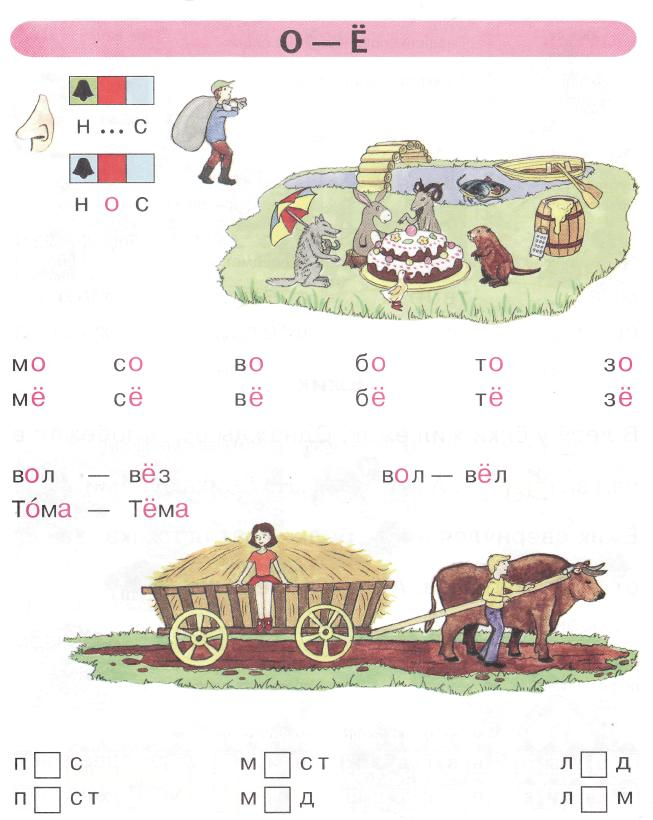 О — Ё
н ... с
н о с
мо со во бо то зо
мё сё вё бё тё зё
вол — вёз вол — вёл
То́ма — Тёма
п □ с м □ ст л □ д
п □ ст м □ д л □ м